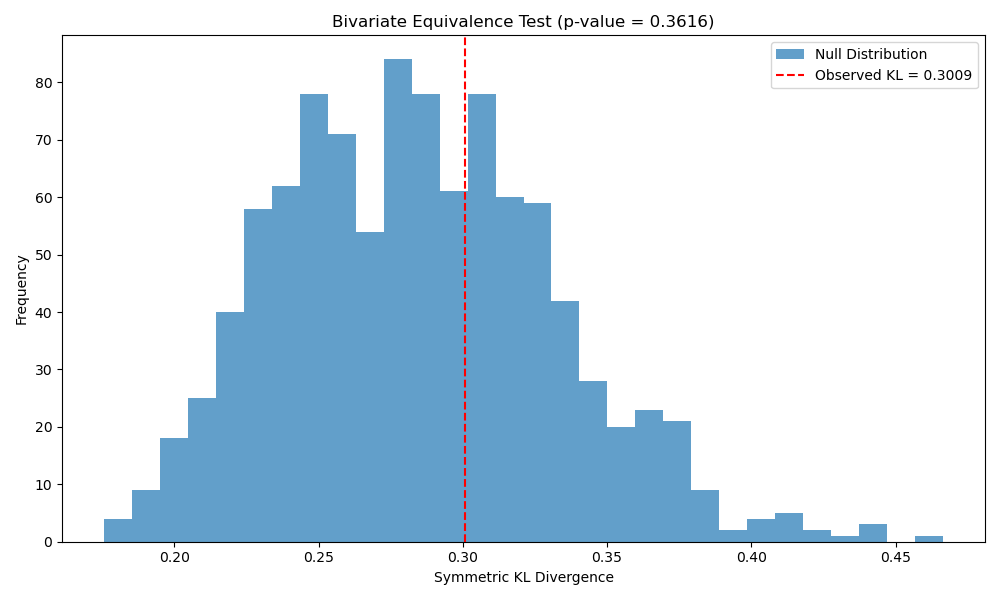 Bivariate Equivalence Test (p-value = 0.3616)
Null Distribution
Observed KL = 0.3009
Frequency
80
70
60
50
40
30
20
10
0
0.20 0.25 0.30 0.35 0.40 0.45
Symmetric KL Divergence